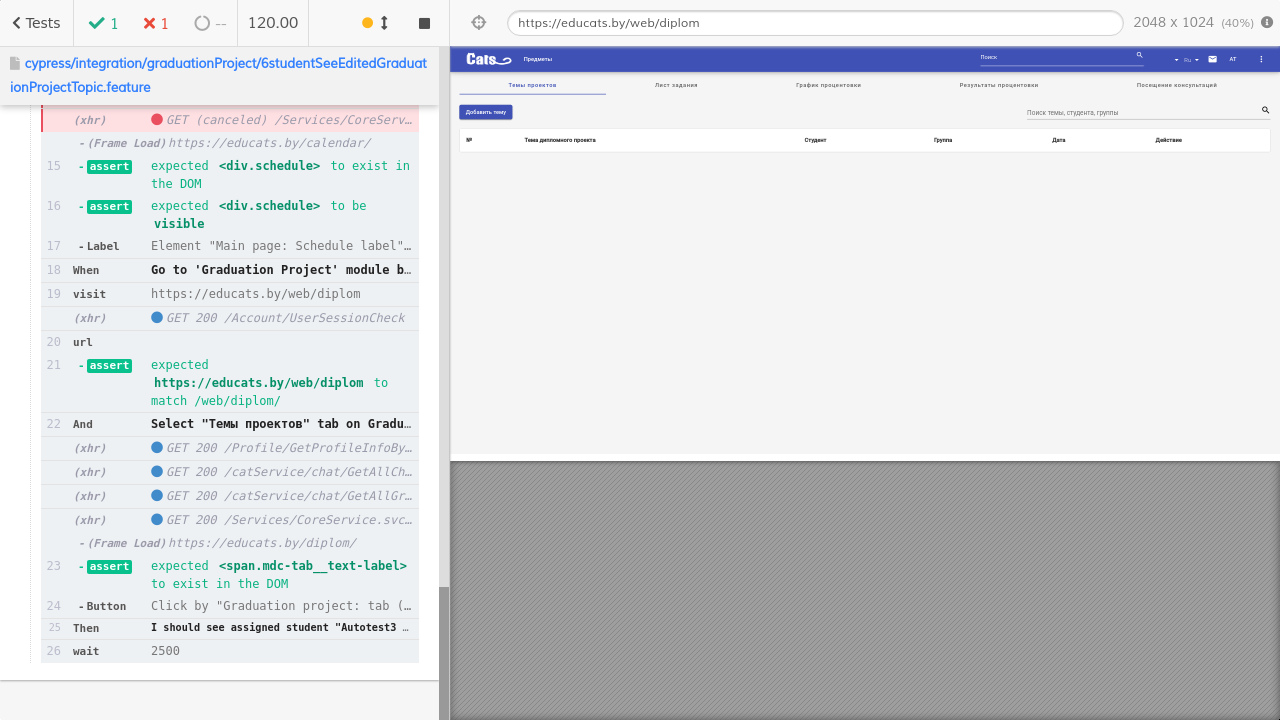 Tests
1
1
--
120.00
https://educats.by/web/diplom
2048 x 1024 (40%)
cypress/integration/graduationProject/6studentSeeEditedGraduat
ionProjectTopic.feature
(xhr) GET (canceled) /Services/CoreServ…
-(Frame Load) https://educats.by/calendar/
15 -assert expected <div.schedule> to exist in
the DOM
16 -assert expected <div.schedule> to be
visible
17 -Label Element "Main page: Schedule label"…
18 When Go to 'Graduation Project' module b…
19 visit https://educats.by/web/diplom
(xhr) GET 200 /Account/UserSessionCheck
20 url
21 -assert expected
https://educats.by/web/diplom to
match /web/diplom/
22 And Select "Темы проектов" tab on Gradu…
(xhr) GET 200 /Profile/GetProfileInfoBy…
(xhr) GET 200 /catService/chat/GetAllCh…
(xhr) GET 200 /catService/chat/GetAllGr…
(xhr) GET 200 /Services/CoreService.svc…
-(Frame Load) https://educats.by/diplom/
23 -assert expected <span.mdc-tab__text-label>
to exist in the DOM
24 -Button Click by "Graduation project: tab (…
25 Then I should see assigned student "Autotest3 …
26 wait 2500
Cats Предметы Поиск Ru AT
Темы проектов Лист задания График процентовки Результаты процентовки Посещение консультаций
Добавить тему Поиск темы, студента, группы
№ Тема дипломного проекта Студент Группа Дата Действие